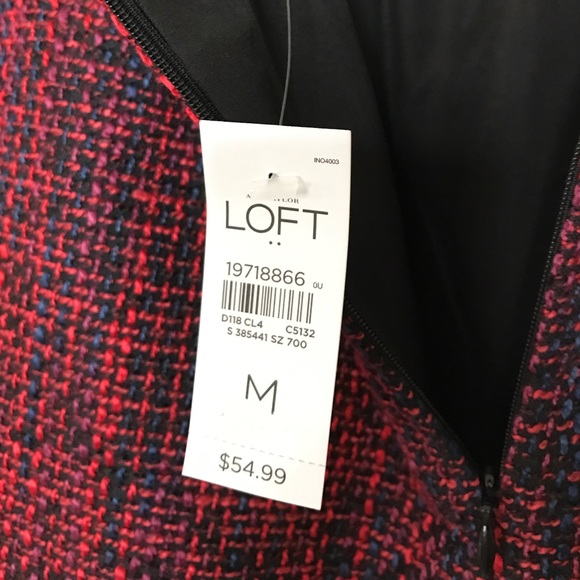 INO4003
LOFT
19718866 0U
D118 CL4 C5132
S 385441 SZ 700
M
$54.99